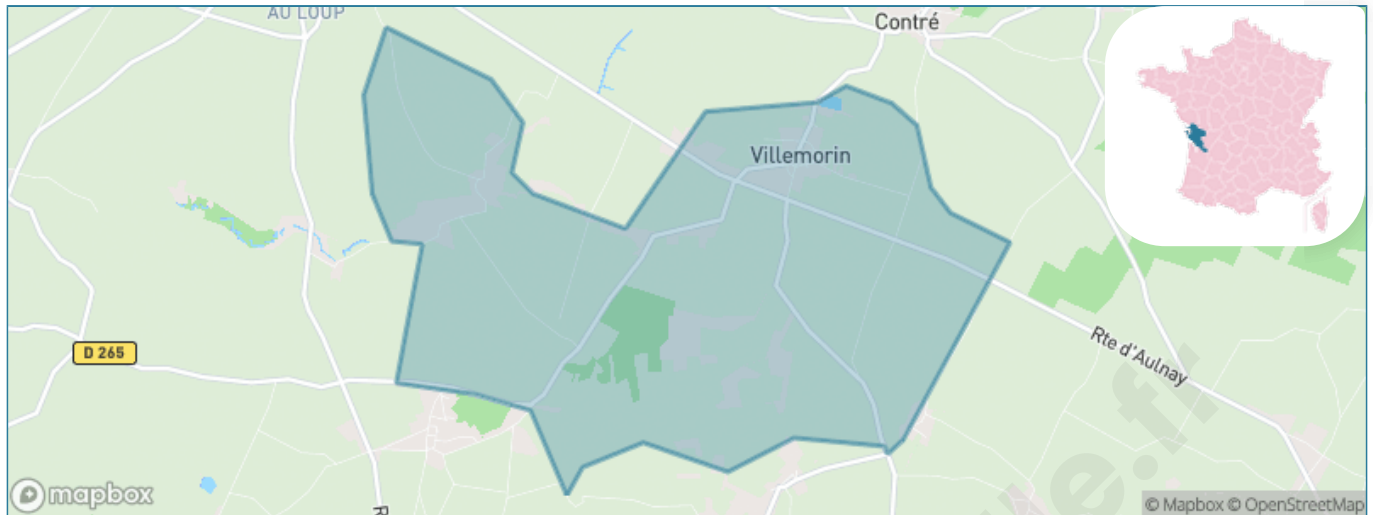 AU LOUP
Contré
Villemorin
D 265
Rte d'Aulnay
R
mapbox
© Mapbox © OpenStreetMap